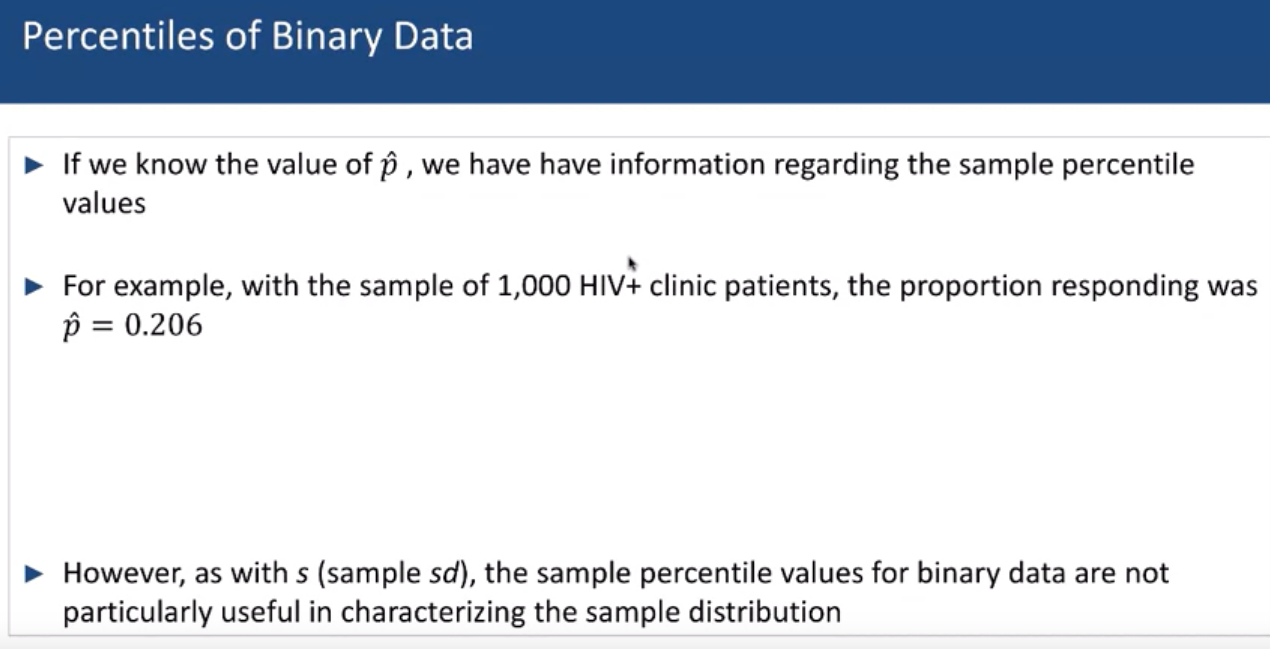 Percentiles of Binary Data
► If we know the value of p̂ , we have have information regarding the sample percentile
values
► For example, with the sample of 1,000 HIV+ clinic patients, the proportion responding was
p̂ = 0.206
► However, as with s (sample sd), the sample percentile values for binary data are not
particularly useful in characterizing the sample distribution